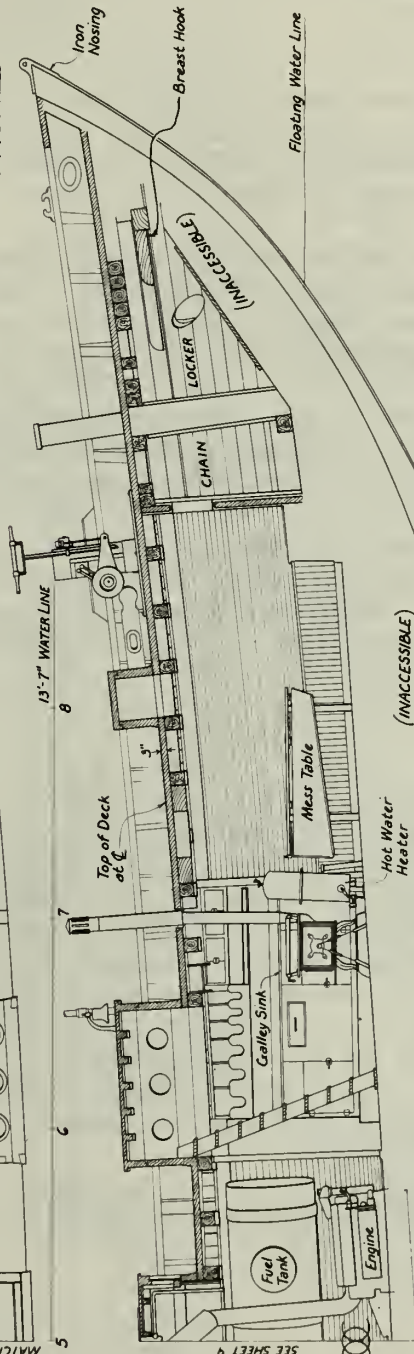 Iron
Nosing
Breast Hook
Floating Water Line
(INACCESSIBLE)
LOCKER
CHAIN
13'-7" WATER LINE
8
3"
Top of Deck
at ℄
Mess Table
(INACCESSIBLE)
Hot Water
Heater
7
Galley Sink
6
Fuel
Tank
Engine
5
SEE SHEET 4